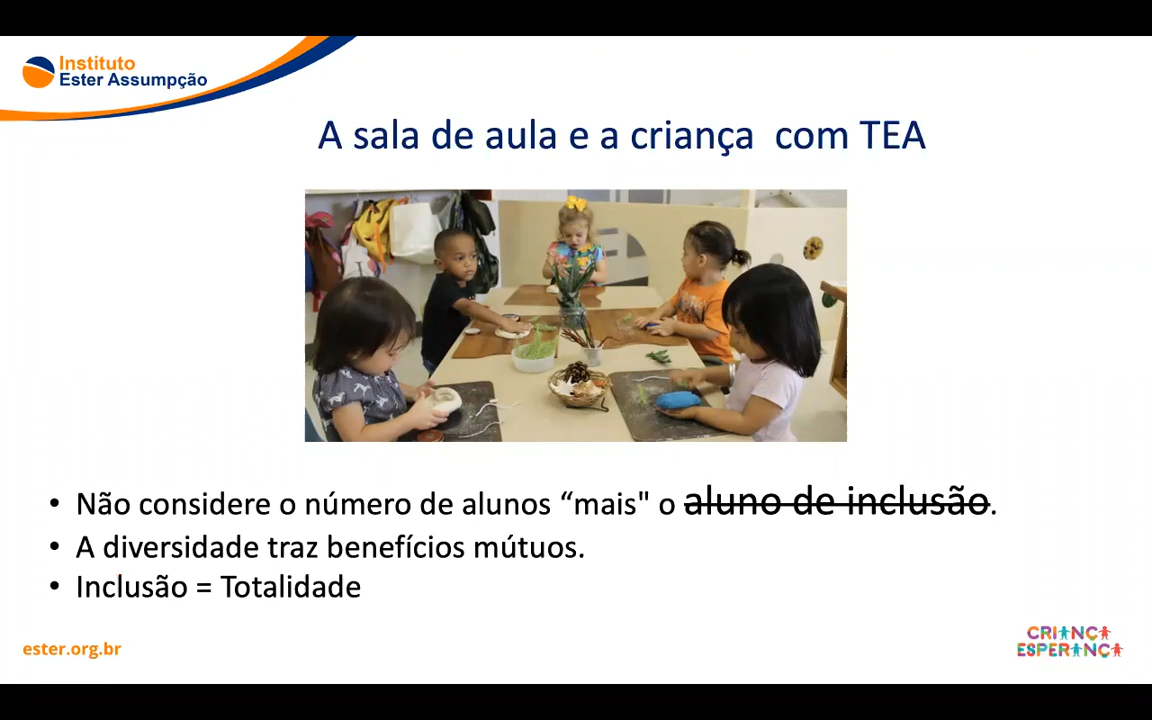 Instituto
Ester Assumpção
A sala de aula e a criança  com TEA
• Não considere o número de alunos “mais" o aluno de inclusão.
• A diversidade traz benefícios mútuos.
• Inclusão = Totalidade
ester.org.br
CRIANÇA
ESPERANÇA